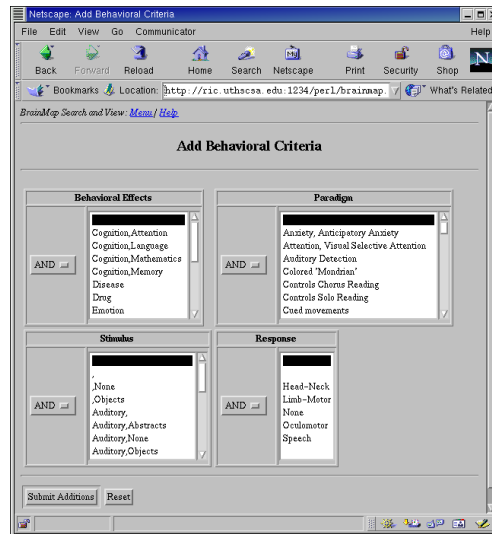 Netscape: Add Behavioral Criteria
File Edit View Go Communicator Help
Back Forward Reload Home Search Netscape Print Security Shop N
Bookmarks Location: http://ric.uthscsa.edu:1234/perl/brainmap. What's Related
BrainMap Search and View: Menu / Help
Add Behavioral Criteria
Behavioral Effects
AND
Cognition,Attention
Cognition,Language
Cognition,Mathematics
Cognition,Memory
Disease
Drug
Emotion
Paradigm
AND
Anxiety, Anticipatory Anxiety
Attention, Visual Selective Attention
Auditory Detection
Colored 'Mondrian'
Controls Chorus Reading
Controls Solo Reading
Cued movements
Stimulus
AND
,
,None
,Objects
Auditory,
Auditory,Abstracts
Auditory,None
Auditory,Objects
Response
AND
Head-Neck
Limb-Motor
None
Oculomotor
Speech
Submit Additions Reset